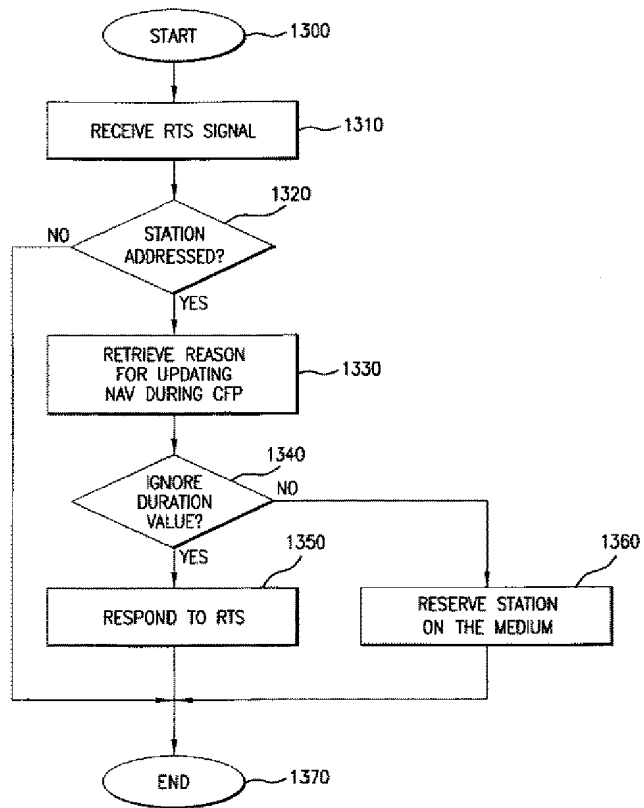 START
1300
RECEIVE RTS SIGNAL
1310
1320
NO
STATION
ADDRESSED?
YES
RETRIEVE REASON
FOR UPDATING
NAV DURING CFP
1330
1340
IGNORE
DURATION
VALUE?
NO
YES
1350
1360
RESPOND TO RTS
RESERVE STATION
ON THE MEDIUM
END
1370